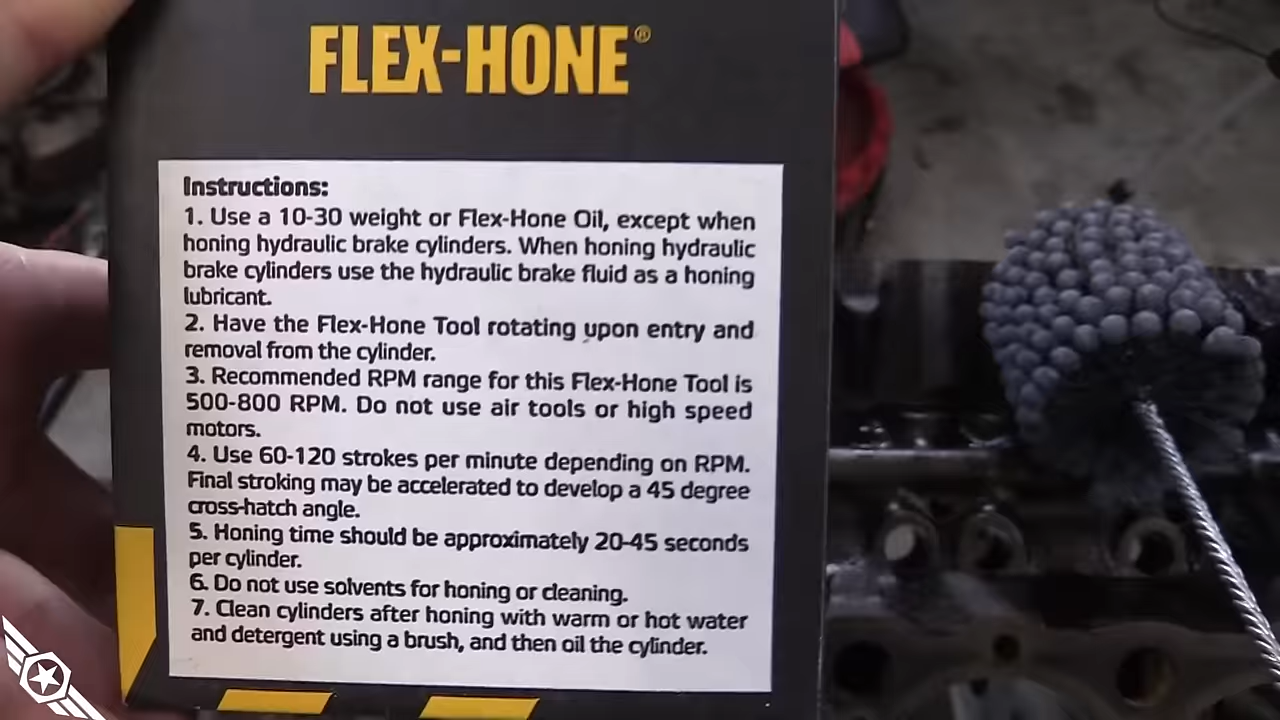 FLEX-HONE®
Instructions:
1. Use a 10-30 weight or Flex-Hone Oil, except when
honing hydraulic brake cylinders. When honing hydraulic
brake cylinders use the hydraulic brake fluid as a honing
lubricant.
2. Have the Flex-Hone Tool rotating upon entry and
removal from the cylinder.
3. Recommended RPM range for this Flex-Hone Tool is
500-800 RPM. Do not use air tools or high speed
motors.
4. Use 60-120 strokes per minute depending on RPM.
Final stroking may be accelerated to develop a 45 degree
cross-hatch angle.
5. Honing time should be approximately 20-45 seconds
per cylinder.
6. Do not use solvents for honing or cleaning.
7. Clean cylinders after honing with warm or hot water
and detergent using a brush, and then oil the cylinder.